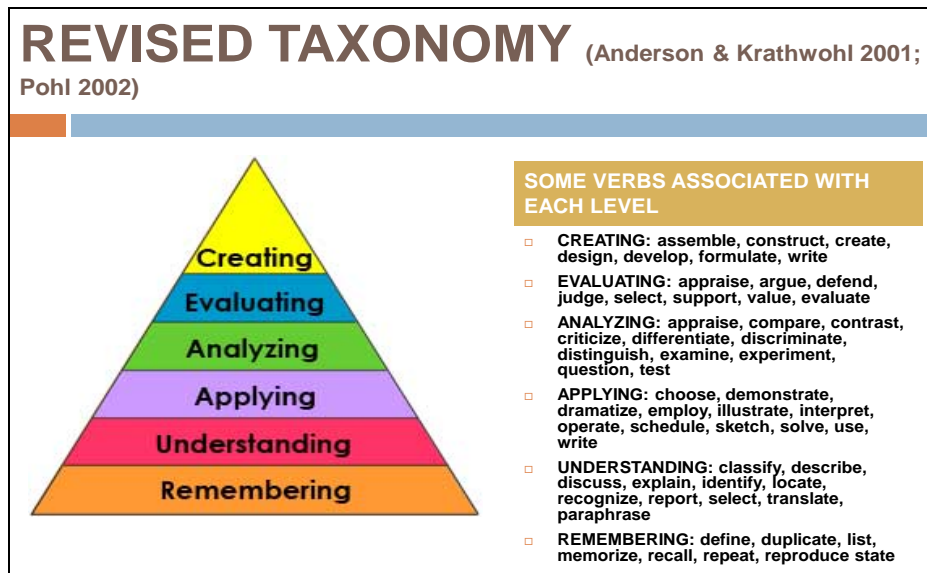 REVISED TAXONOMY (Anderson & Krathwohl 2001;
Pohl 2002)
Creating
Evaluating
Analyzing
Applying
Understanding
Remembering
SOME VERBS ASSOCIATED WITH
EACH LEVEL
CREATING: assemble, construct, create,
design, develop, formulate, write
EVALUATING: appraise, argue, defend,
judge, select, support, value, evaluate
ANALYZING: appraise, compare, contrast,
criticize, differentiate, discriminate,
distinguish, examine, experiment,
question, test
APPLYING: choose, demonstrate,
dramatize, employ, illustrate, interpret,
operate, schedule, sketch, solve, use,
write
UNDERSTANDING: classify, describe,
discuss, explain, identify, locate,
recognize, report, select, translate,
paraphrase
REMEMBERING: define, duplicate, list,
memorize, recall, repeat, reproduce state